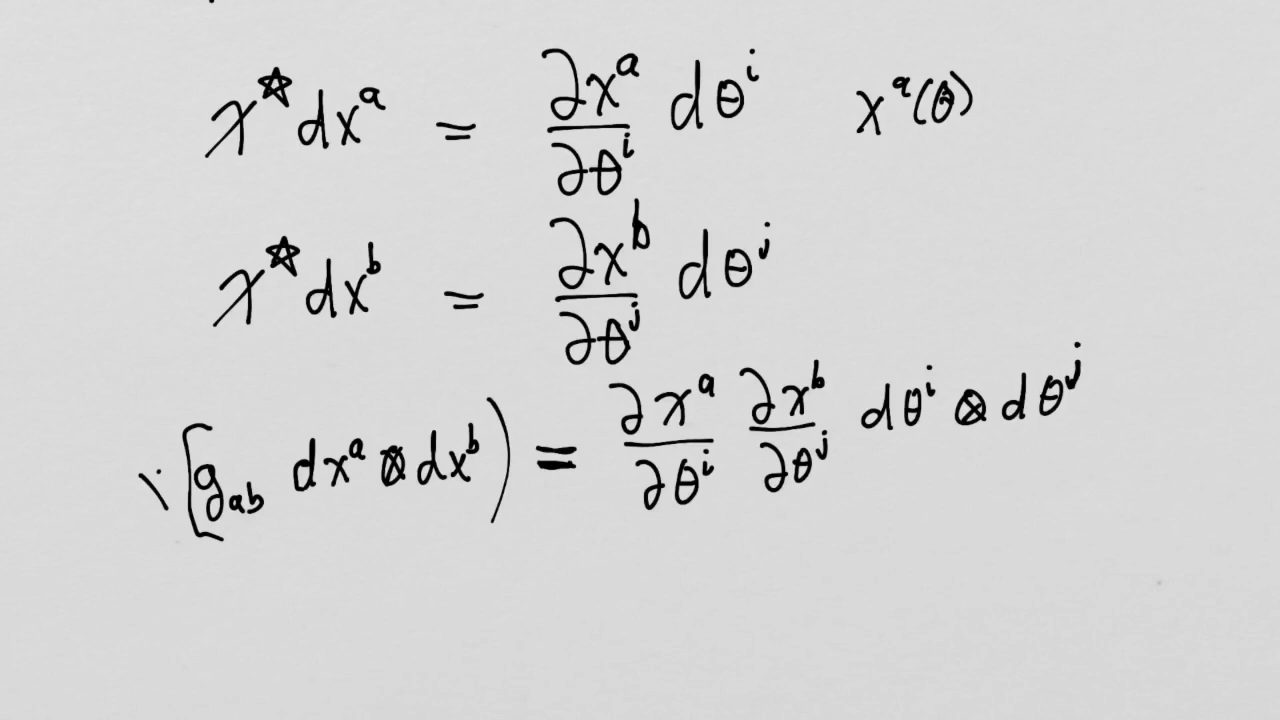 x^☆ dx^a = ∂x^a/∂θ^i dθ^i x^a(θ)
x^☆ dx^b = ∂x^b/∂θ^j dθ^j
\ [g_ab dx^a ⊗ dx^b) = ∂x^a/∂θ^i ∂x^b/∂θ^j dθ^i ⊗ dθ^j